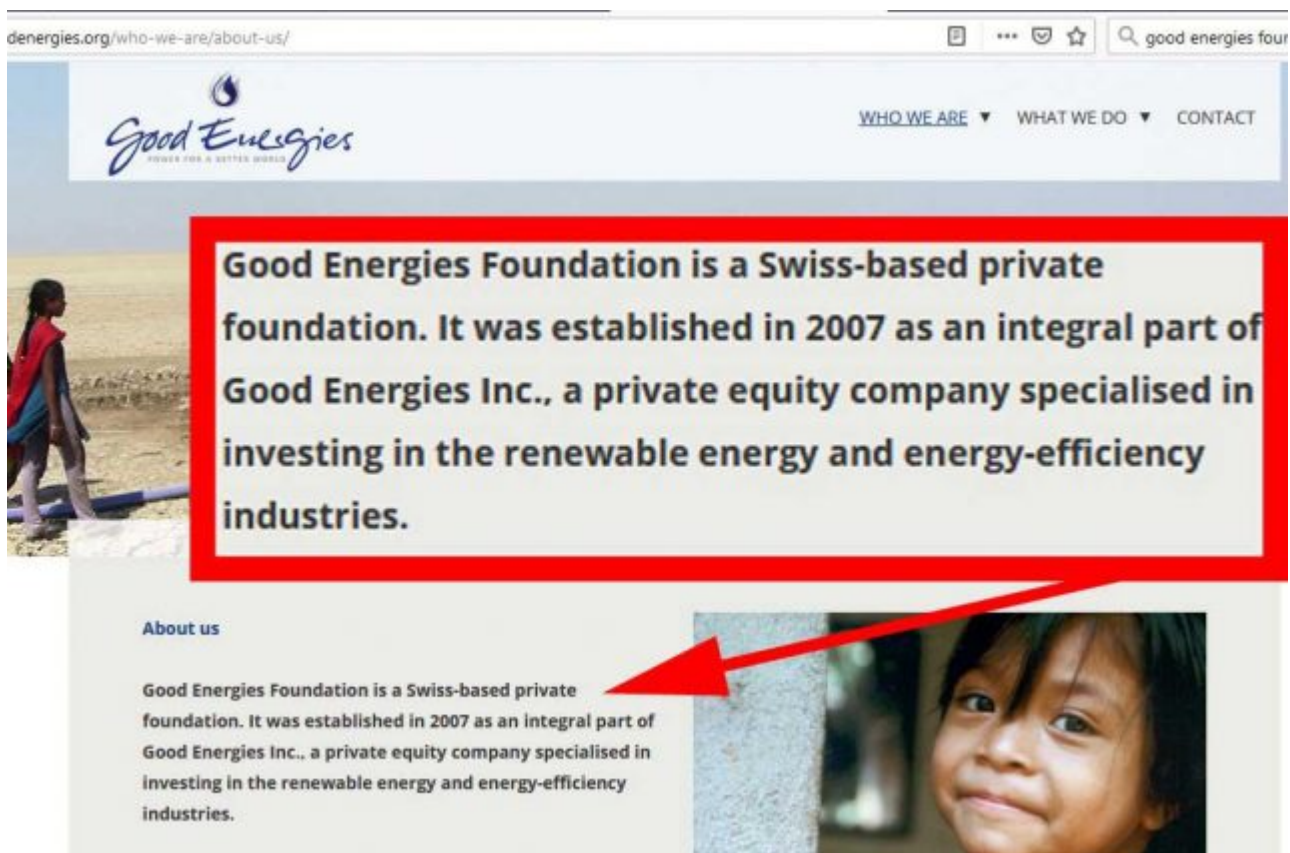 denergies.org/who-we-are/about-us/
good energies four
Good Energies
POWER FOR A BETTER WORLD
WHO WE ARE ▼ WHAT WE DO ▼ CONTACT
Good Energies Foundation is a Swiss-based private
foundation. It was established in 2007 as an integral part of
Good Energies Inc., a private equity company specialised in
investing in the renewable energy and energy-efficiency
industries.
About us
Good Energies Foundation is a Swiss-based private
foundation. It was established in 2007 as an integral part of
Good Energies Inc., a private equity company specialised in
investing in the renewable energy and energy-efficiency
industries.